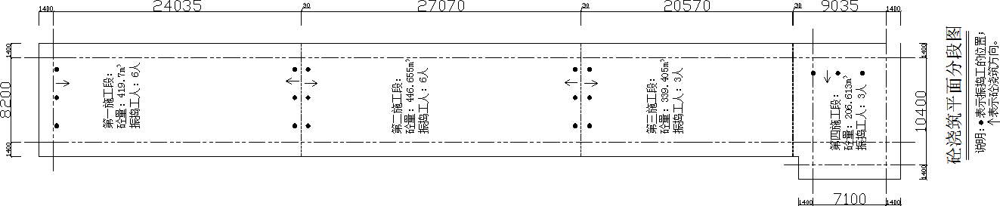 1400
24035
30
27070
30
20570
30
9035
1400
1400
8200
1400
第一施工段:
砼量: 419.7m³
振捣工人: 6人
第二施工段:
砼量: 446.655m³
振捣工人: 6人
第三施工段:
砼量: 339.405m³
振捣工人: 3人
第四施工段:
砼量: 206.613m³
振捣工人: 3人
1400
10400
1400
1400
7100
1400
砼浇筑平面分段图
说明: ●表示振捣工的位置;
个表示砼浇筑方向。